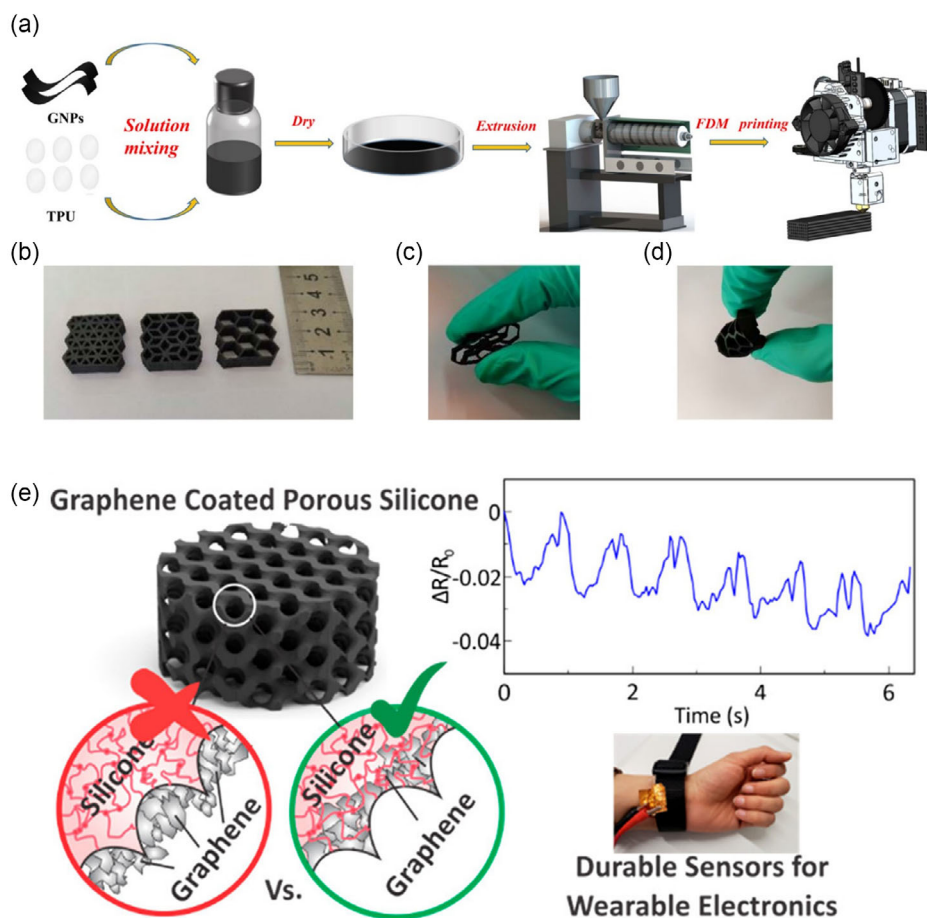 (a)
GNPs
TPU
Solution
mixing
Dry
Extrusion
FDM printing
(b)
1 2 3 4 5
(c)
(d)
(e)
Graphene Coated Porous Silicone
Silicone
Graphene
Vs.
Silicone
Graphene
ΔR/R₀
0
-0.02
-0.04
0
2
4
6
Time (s)
Durable Sensors for
Wearable Electronics